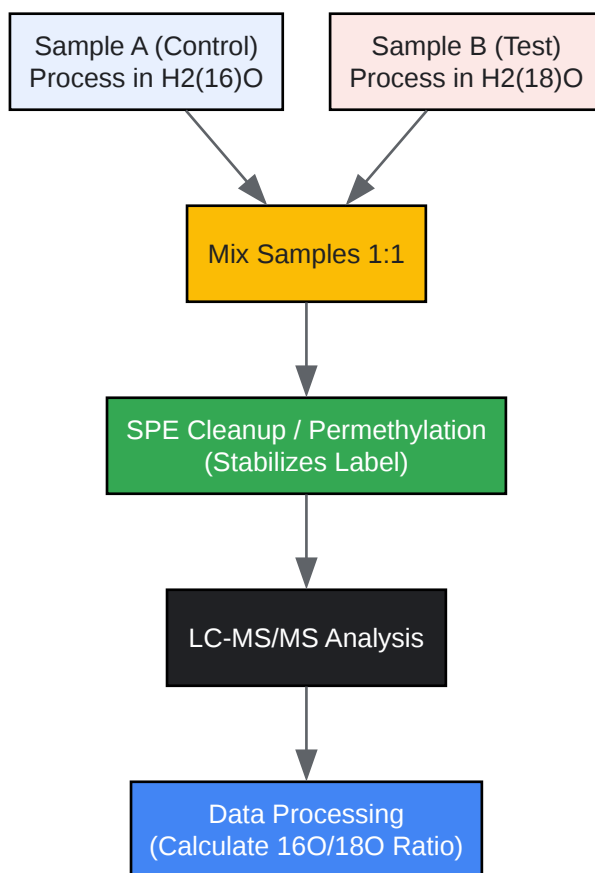 Sample A (Control)
Process in H2(16)O
Sample B (Test)
Process in H2(18)O
Mix Samples 1:1
SPE Cleanup / Permethylation
(Stabilizes Label)
LC-MS/MS Analysis
Data Processing
(Calculate 16O/18O Ratio)